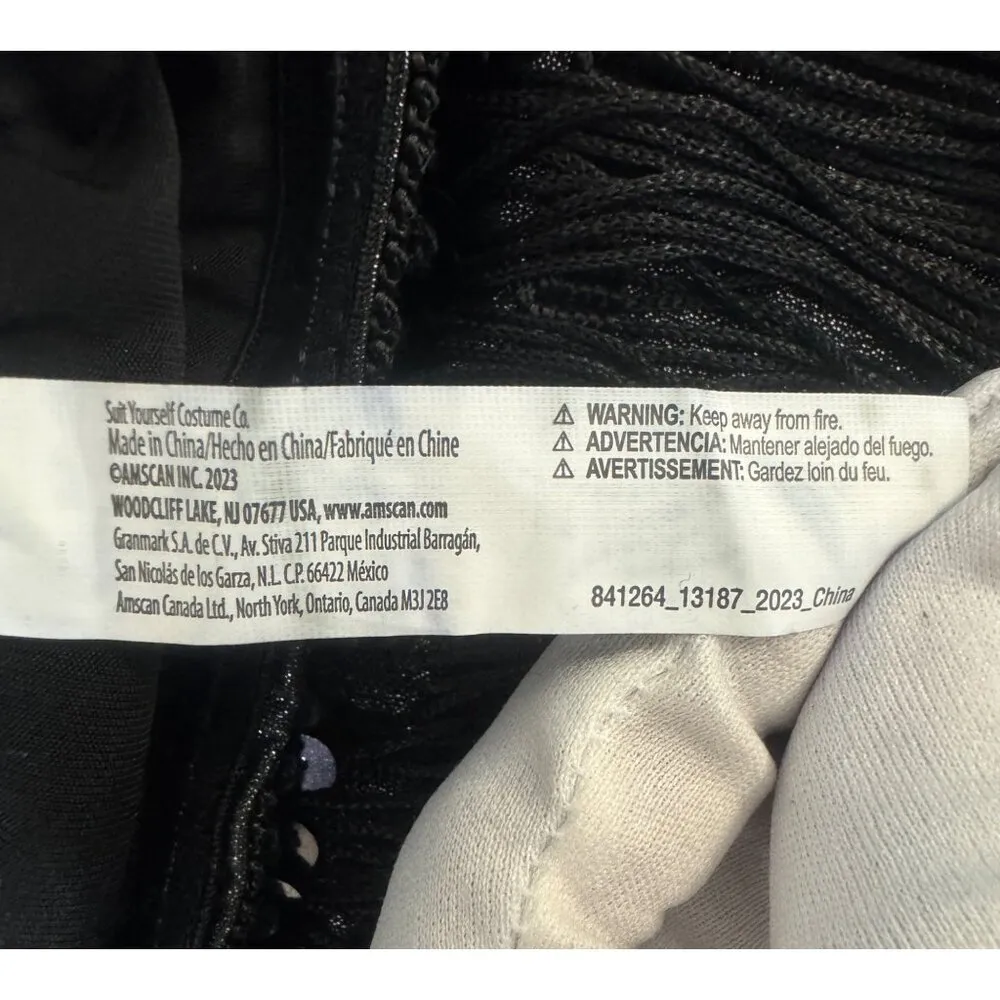 Suit Yourself Costume Co.
Made in China/Hecho en China/Fabriqué en Chine
©AMSCAN INC. 2023
WOODCLIFF LAKE, NJ 07677 USA, www.amscan.com
Granmark S.A. de C.V., Av. Stiva 211 Parque Industrial Barragán,
San Nicolás de los Garza, N.L. C.P. 66422 México
Amscan Canada Ltd., North York, Ontario, Canada M3J 2E8
⚠ WARNING: Keep away from fire.
⚠ ADVERTENCIA: Mantener alejado del fuego.
⚠ AVERTISSEMENT: Gardez loin du feu.
841264_13187_2023_China